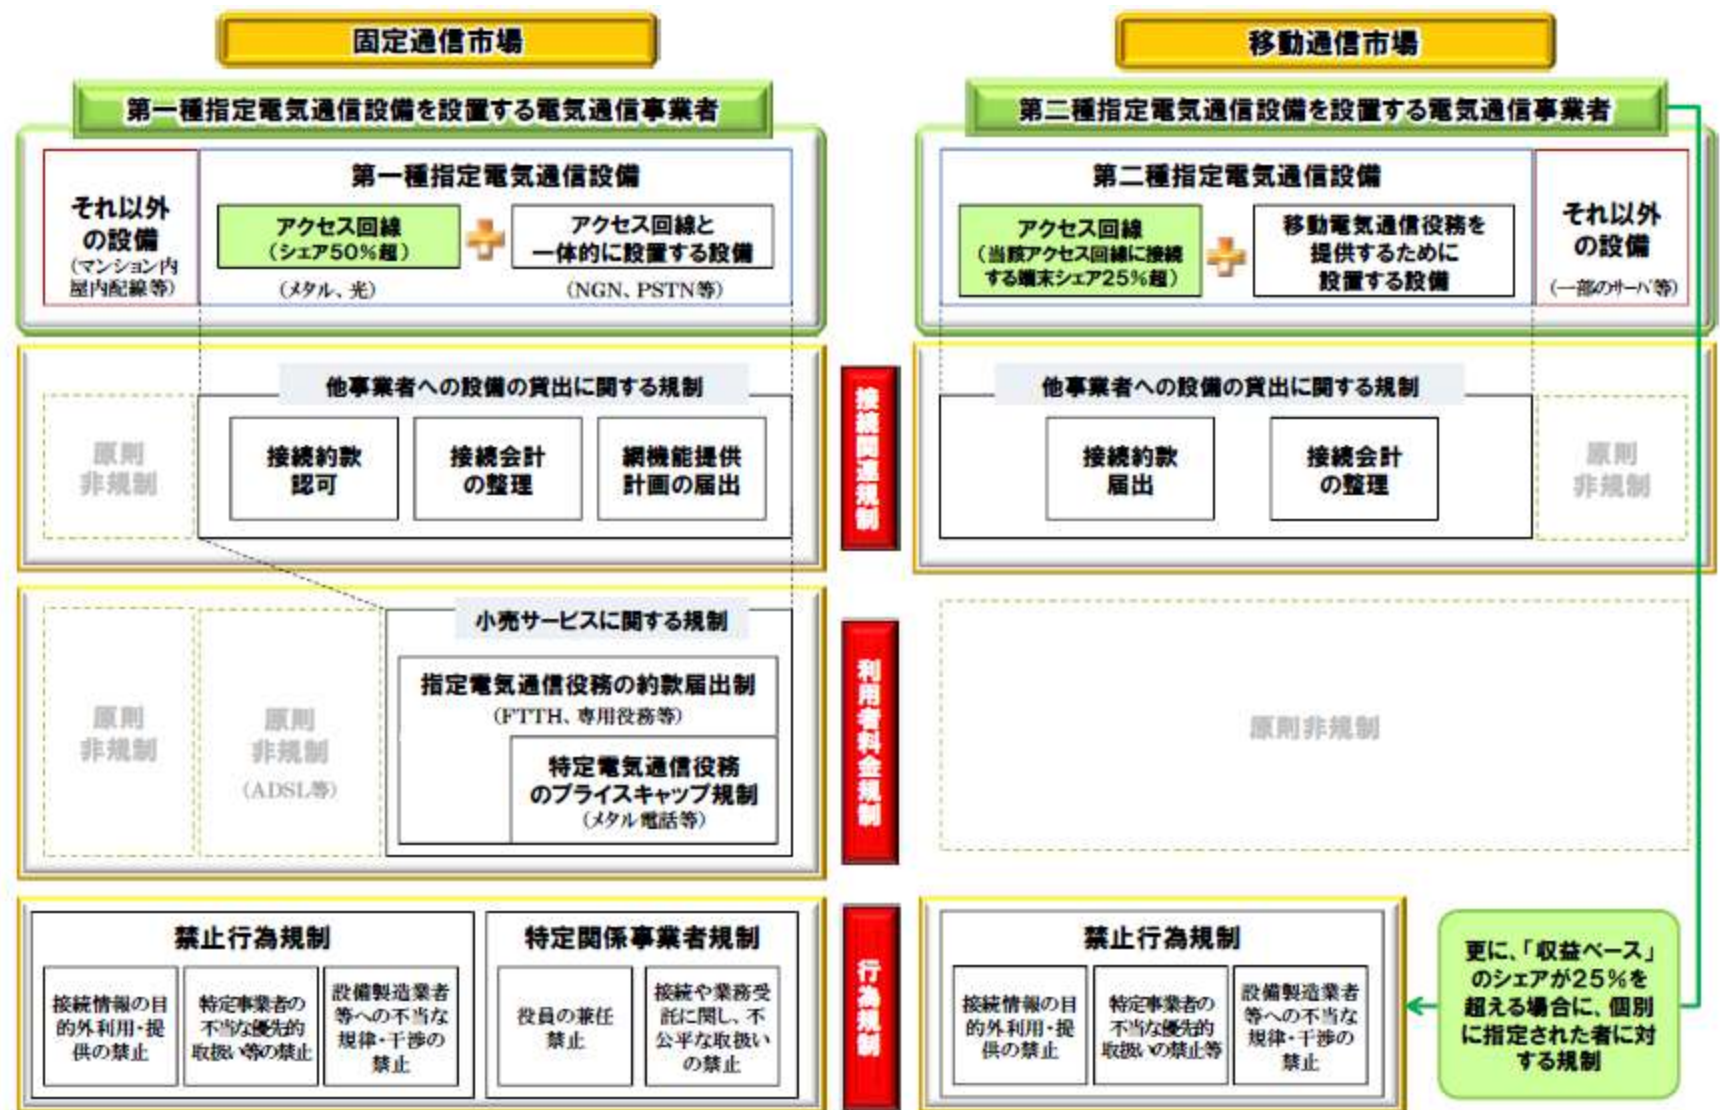 固定通信市場
第一種指定電気通信設備を設置する電気通信事業者
それ以外
の設備
(マンション内
屋内配線等)
第一種指定電気通信設備
アクセス回線
(シェア50%超)
(メタル、光)
アクセス回線と
一体的に設置する設備
(NGN、PSTN等)
移動通信市場
第二種指定電気通信設備を設置する電気通信事業者
第二種指定電気通信設備
アクセス回線
(当該アクセス回線に接続
する端末シェア25%超)
移動電気通信役務を
提供するために
設置する設備
それ以外
の設備
(一部のサーバ等)
接続関連規制
原則
非規制
他事業者への設備の貸出に関する規制
接続約款
認可
接続会計
の整理
網機能提供
計画の届出
他事業者への設備の貸出に関する規制
接続約款
届出
接続会計
の整理
原則
非規制
利用者料金規制
原則
非規制
原則
非規制
(ADSL等)
小売サービスに関する規制
指定電気通信役務の約款届出制
(FTTH、専用役務等)
特定電気通信役務
のプライスキャップ規制
(メタル電話等)
原則非規制
行為規制
禁止行為規制
接続情報の目
的外利用・提
供の禁止
特定事業者の
不当な優先的
取扱い等の禁止
設備製造業者
等への不当な
規律・干渉の
禁止
特定関係事業者規制
役員の兼任
禁止
接続や業務受
託に関し、不
公平な取扱い
の禁止
禁止行為規制
接続情報の目
的外利用・提
供の禁止
特定事業者の
不当な優先的
取扱いの禁止等
設備製造業者
等への不当な
規律・干渉の
禁止
更に、「収益ベース」
のシェアが25%を
超える場合に、個別
に指定された者に対
する規制